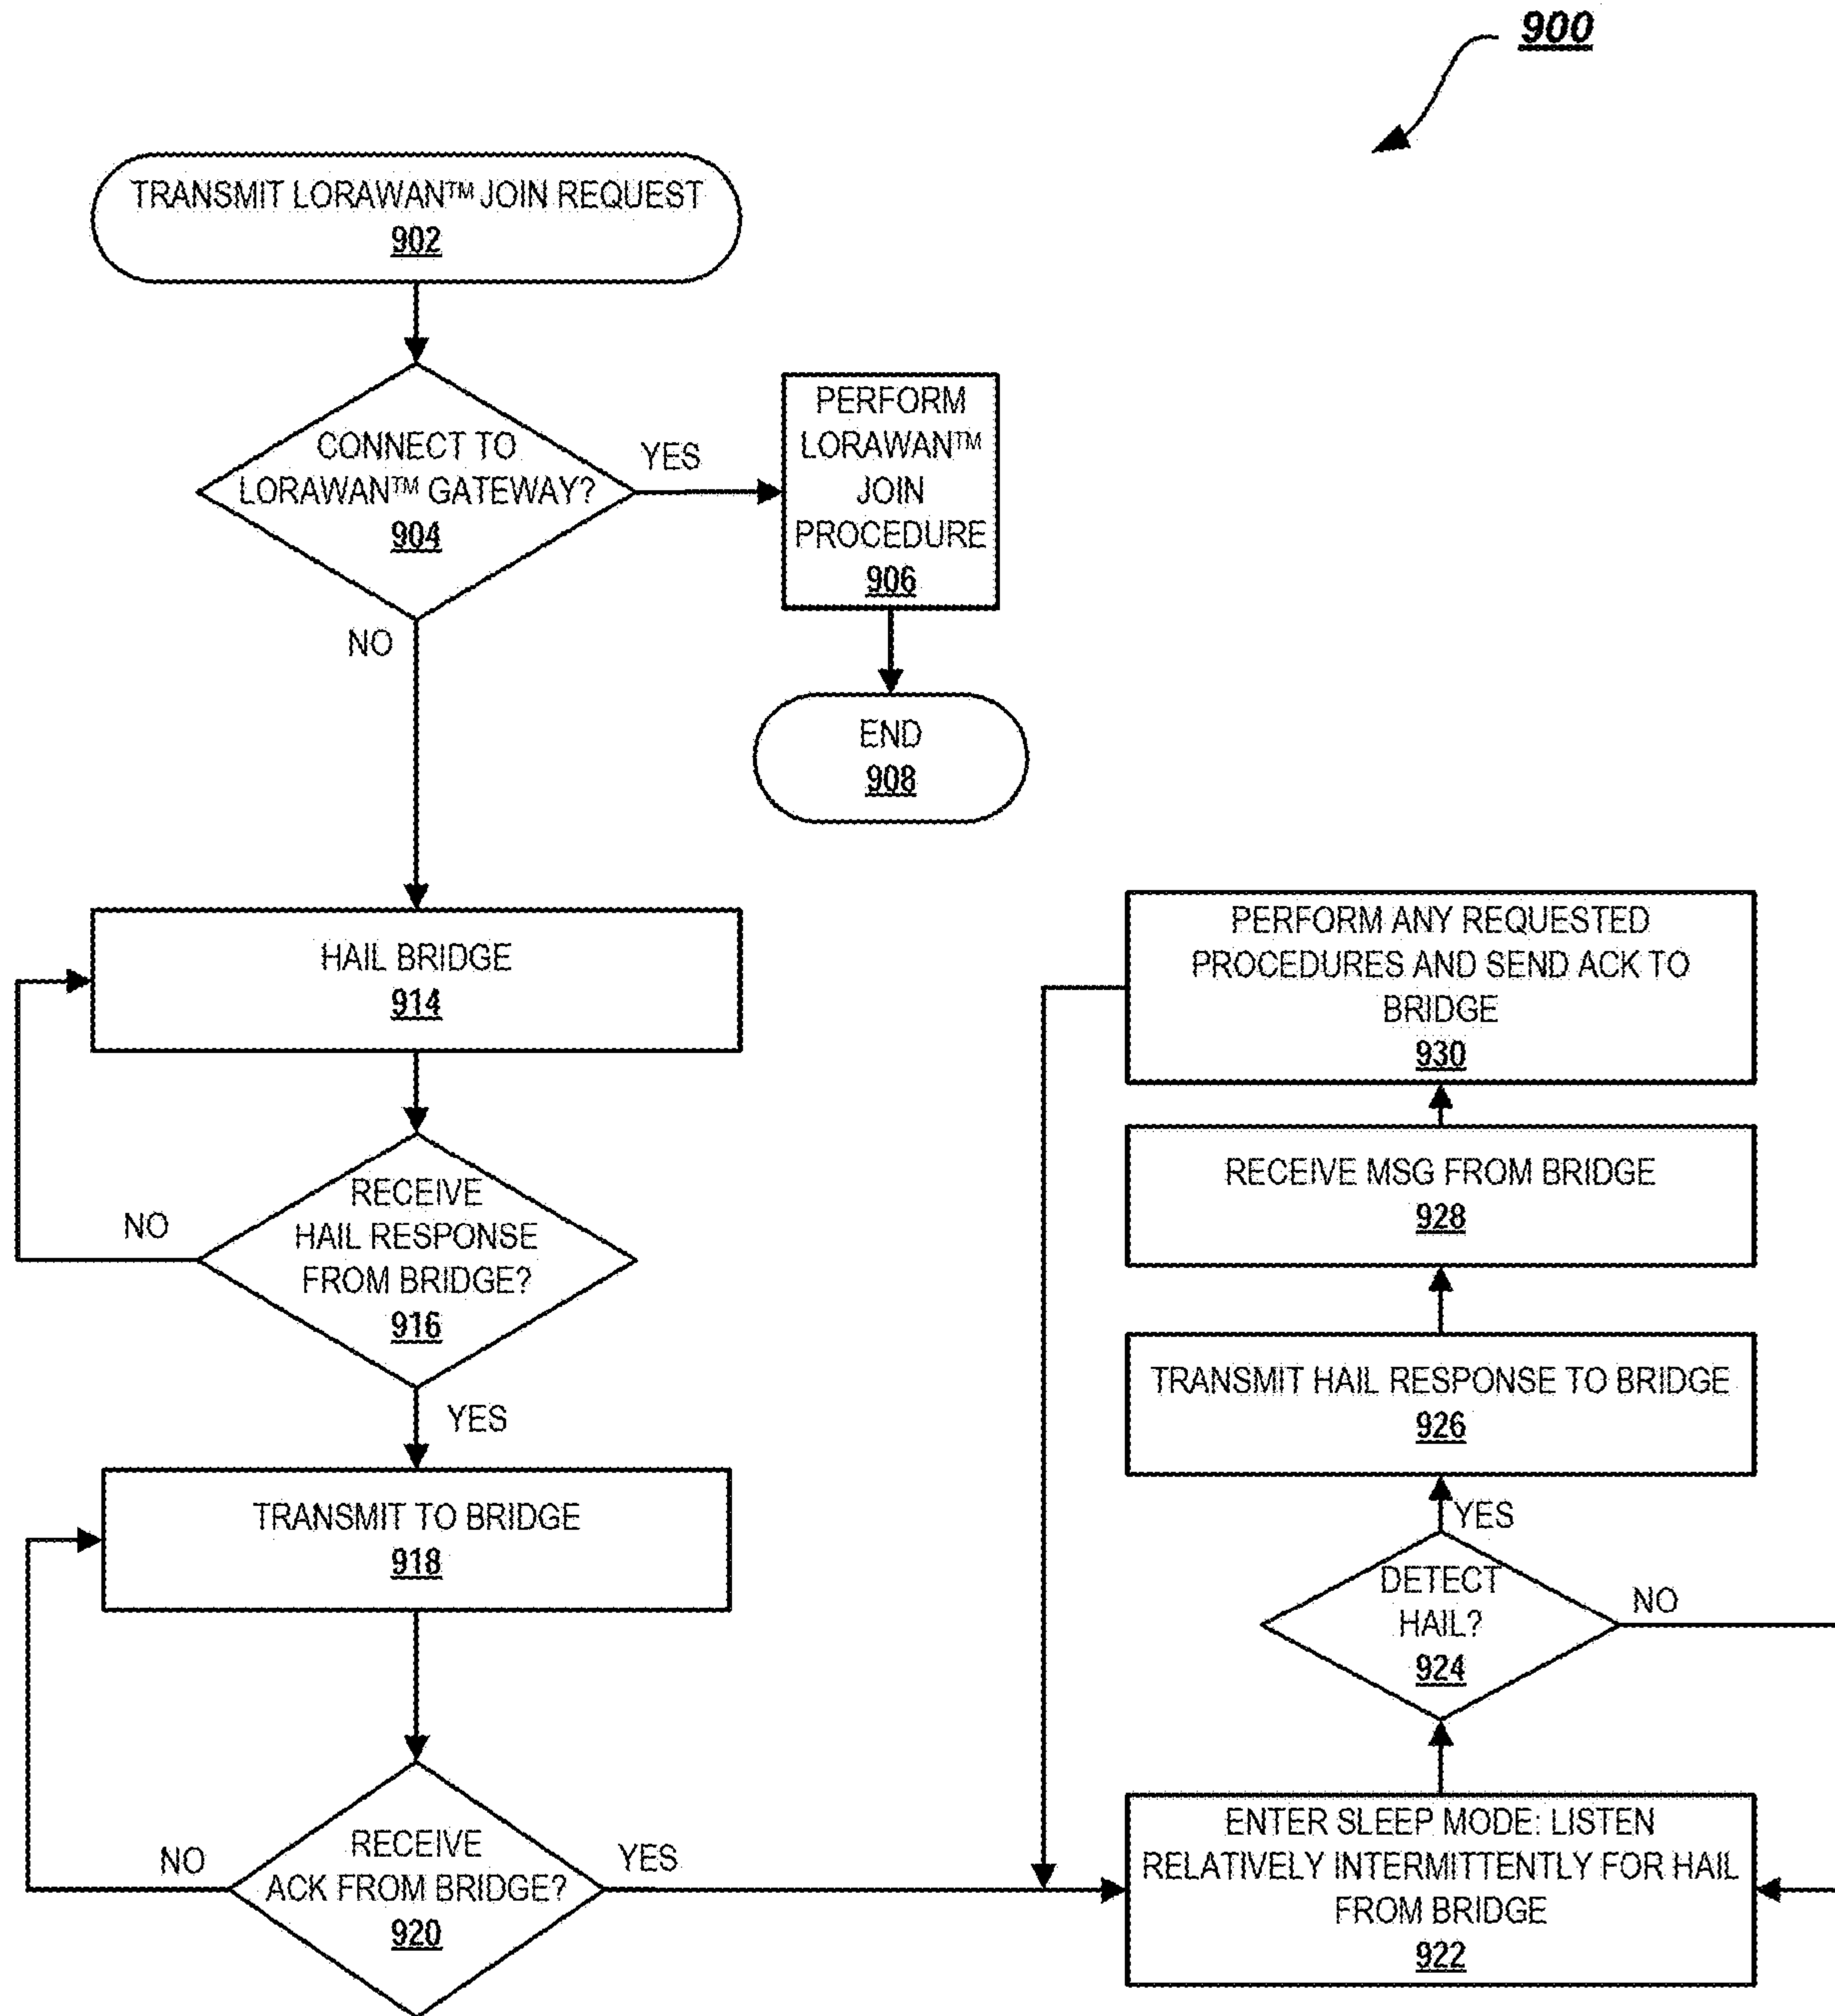 900
TRANSMIT LORAWAN™ JOIN REQUEST
902
CONNECT TO
LORAWAN™ GATEWAY?
904
YES
NO
PERFORM
LORAWAN™
JOIN
PROCEDURE
906
END
908
HAIL BRIDGE
914
RECEIVE
HAIL RESPONSE
FROM BRIDGE?
916
NO
YES
TRANSMIT TO BRIDGE
918
RECEIVE
ACK FROM BRIDGE?
920
NO
YES
PERFORM ANY REQUESTED
PROCEDURES AND SEND ACK TO
BRIDGE
930
RECEIVE MSG FROM BRIDGE
928
TRANSMIT HAIL RESPONSE TO BRIDGE
926
YES
DETECT
HAIL?
924
NO
ENTER SLEEP MODE: LISTEN
RELATIVELY INTERMITTENTLY FOR HAIL
FROM BRIDGE
922